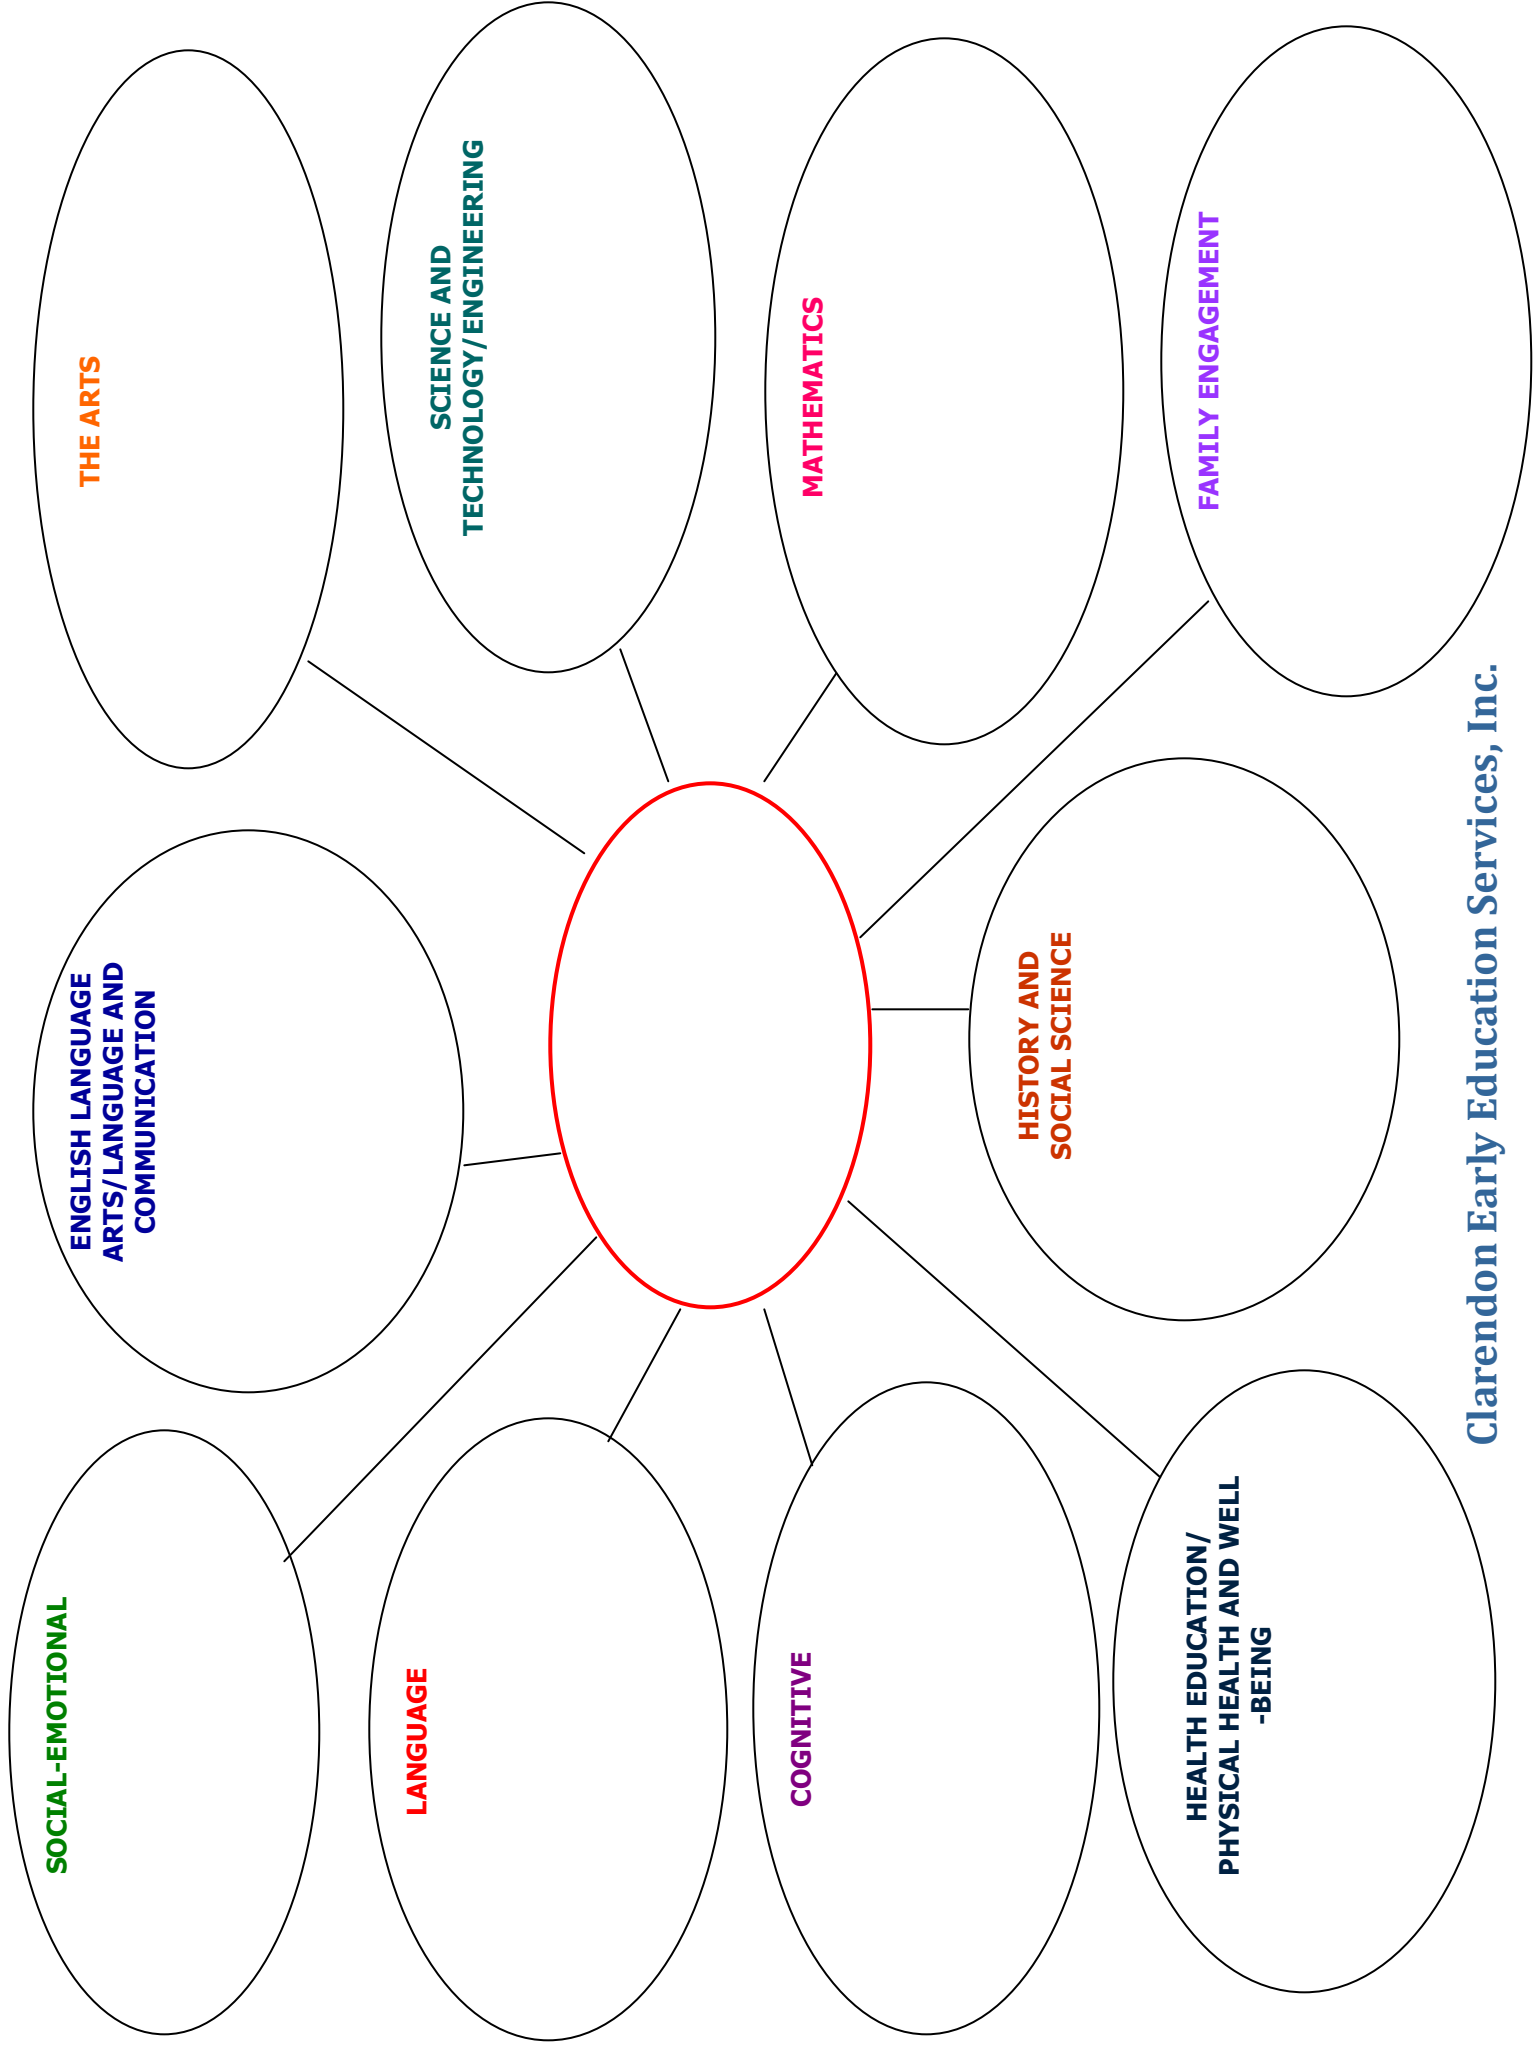 SOCIAL-EMOTIONAL
ENGLISH LANGUAGE
ARTS/LANGUAGE AND
COMMUNICATION
THE ARTS
LANGUAGE
SCIENCE AND
TECHNOLOGY/ENGINEERING
COGNITIVE
MATHEMATICS
HISTORY AND
SOCIAL SCIENCE
HEALTH EDUCATION/
PHYSICAL HEALTH AND WELL
-BEING
FAMILY ENGAGEMENT
Clarendon Early Education Services, Inc.